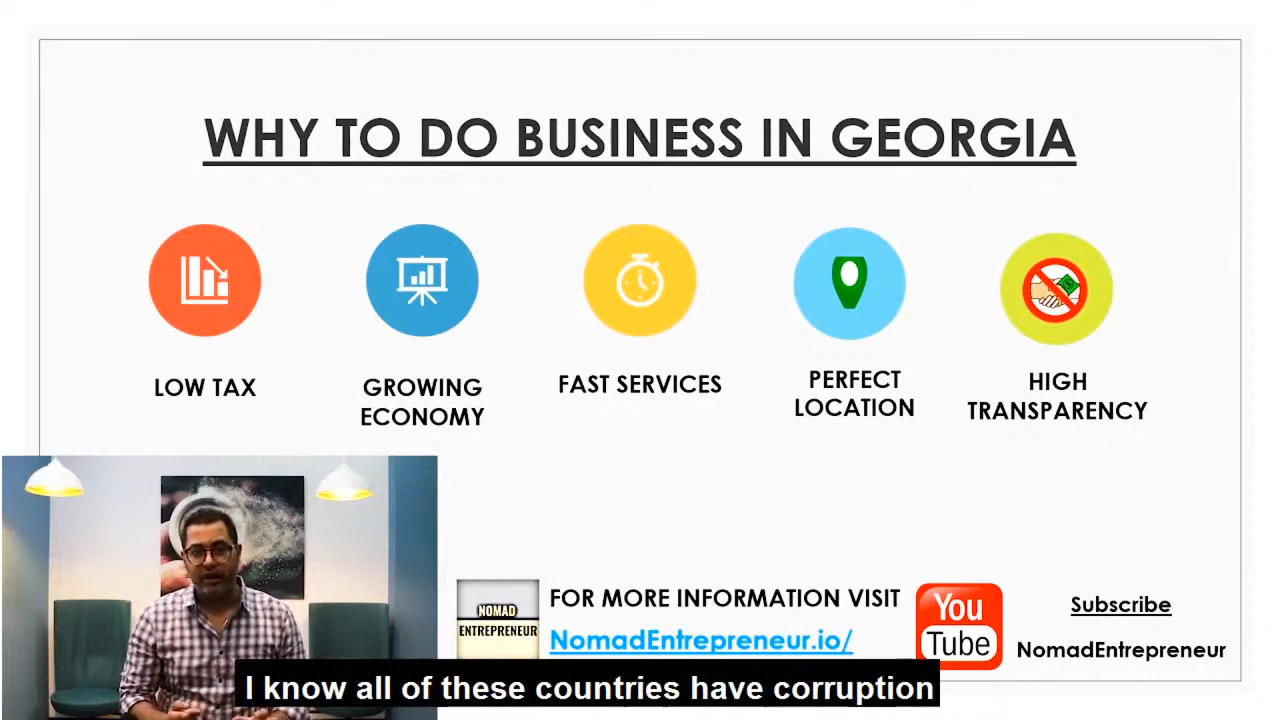 WHY TO DO BUSINESS IN GEORGIA
LOW TAX
GROWING
ECONOMY
FAST SERVICES
PERFECT
LOCATION
HIGH
TRANSPARENCY
NOMAD
ENTREPRENEUR
FOR MORE INFORMATION VISIT
NomadEntrepreneur.io/
You
Tube
Subscribe
NomadEntrepreneur
I know all of these countries have corruption